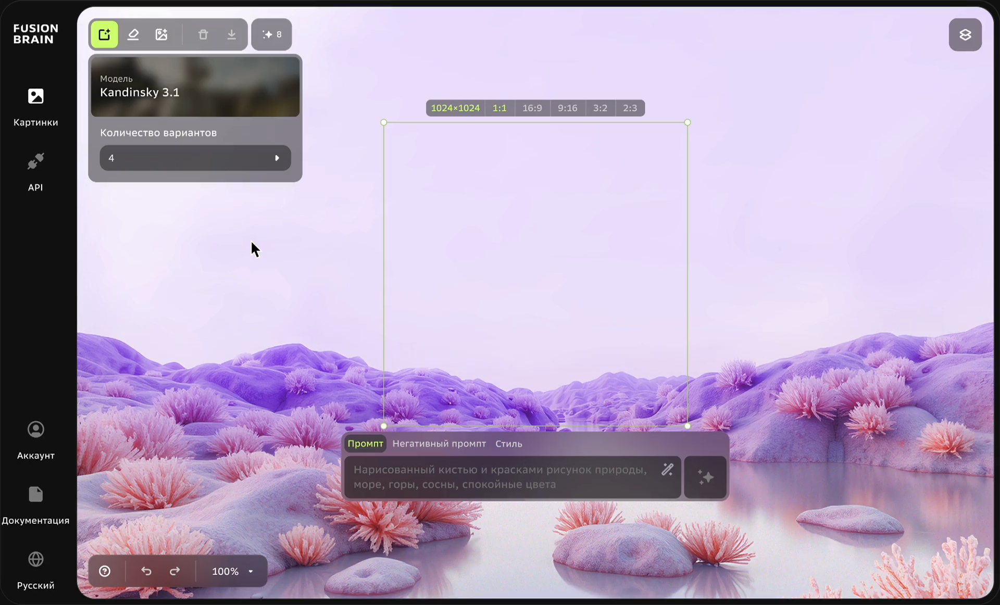 FUSION
BRAIN
8
Модель
Kandinsky 3.1
Количество вариантов
4
1024×1024 1:1 16:9 9:16 3:2 2:3
Картинки
API
Промпт Негативный промпт Стиль
Нарисованный кистью и красками рисунок природы,
море, горы, сосны, спокойные цвета
Аккаунт
Документация
Русский
100%